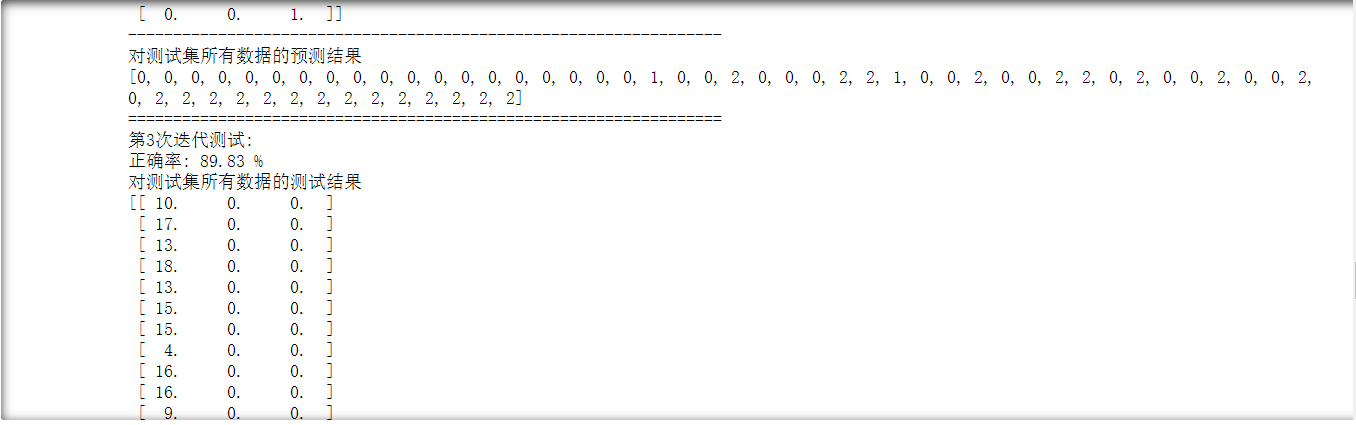 [  0.     0.     1.  ]]
------------------------------------------------------------------
对测试集所有数据的预测结果
[0, 0, 0, 0, 0, 0, 0, 0, 0, 0, 0, 0, 0, 0, 0, 0, 0, 0, 0, 1, 0, 0, 2, 0, 0, 0, 2, 2, 1, 0, 0, 2, 0, 0, 2, 2, 0, 2, 0, 0, 2, 0, 0, 2,
0, 2, 2, 2, 2, 2, 2, 2, 2, 2, 2, 2, 2, 2, 2]
==================================================================
第3次迭代测试:
正确率: 89.83 %
对测试集所有数据的测试结果
[[ 10.     0.     0.  ]
[ 17.     0.     0.  ]
[ 13.     0.     0.  ]
[ 18.     0.     0.  ]
[ 13.     0.     0.  ]
[ 15.     0.     0.  ]
[ 15.     0.     0.  ]
[  4.     0.     0.  ]
[ 16.     0.     0.  ]
[ 16.     0.     0.  ]
[  9.     0.     0.  ]